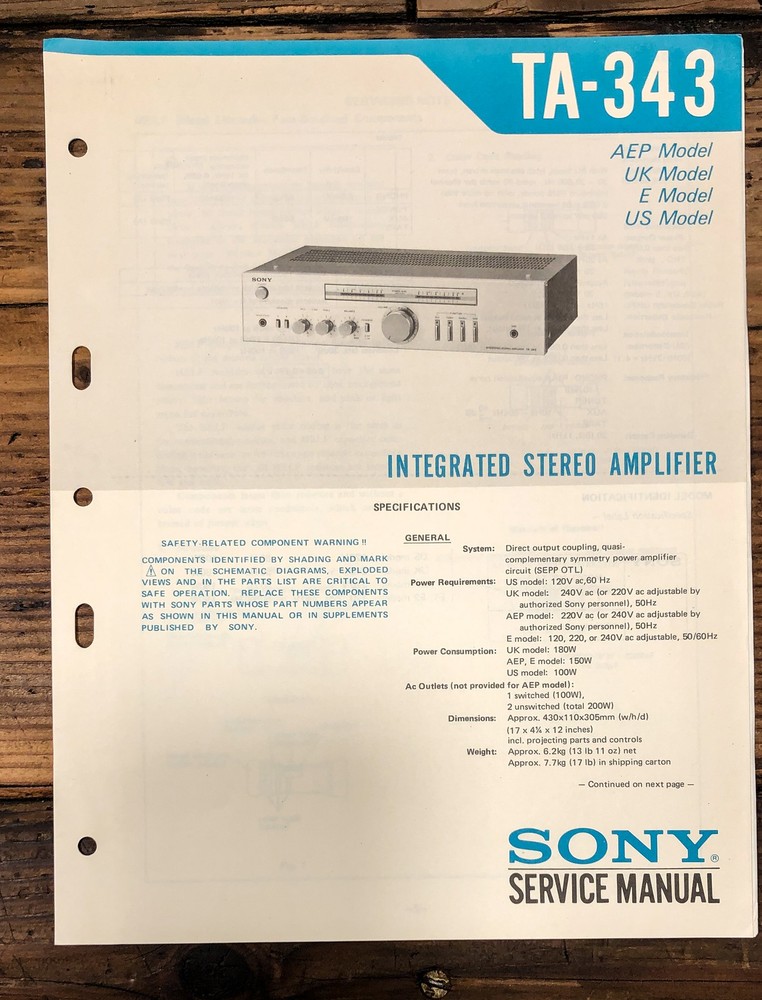 TA-343
AEP Model
UK Model
E Model
US Model
SONY
INTEGRATED STEREO AMPLIFIER
SPECIFICATIONS
SAFETY-RELATED COMPONENT WARNING !!
COMPONENTS IDENTIFIED BY SHADING AND MARK
⚠ ON THE SCHEMATIC DIAGRAMS, EXPLODED
VIEWS AND IN THE PARTS LIST ARE CRITICAL TO
SAFE OPERATION. REPLACE THESE COMPONENTS
WITH SONY PARTS WHOSE PART NUMBERS APPEAR
AS SHOWN IN THIS MANUAL OR IN SUPPLEMENTS
PUBLISHED BY SONY.
GENERAL
System: Direct output coupling, quasi-
complementary symmetry power amplifier
circuit (SEPP OTL)
Power Requirements: US model: 120V ac,60 Hz
UK model: 240V ac (or 220V ac adjustable by
authorized Sony personnel), 50Hz
AEP model: 220V ac (or 240V ac adjustable by
authorized Sony personnel), 50Hz
E model: 120, 220, or 240V ac adjustable, 50/60Hz
Power Consumption: UK model: 180W
AEP, E model: 150W
US model: 100W
Ac Outlets (not provided for AEP model):
1 switched (100W),
2 unswitched (total 200W)
Dimensions: Approx. 430x110x305mm (w/h/d)
(17 x 4¼ x 12 inches)
incl. projecting parts and controls
Weight: Approx. 6.2kg (13 lb 11 oz) net
Approx. 7.7kg (17 lb) in shipping carton
— Continued on next page —
SONY®
SERVICE MANUAL